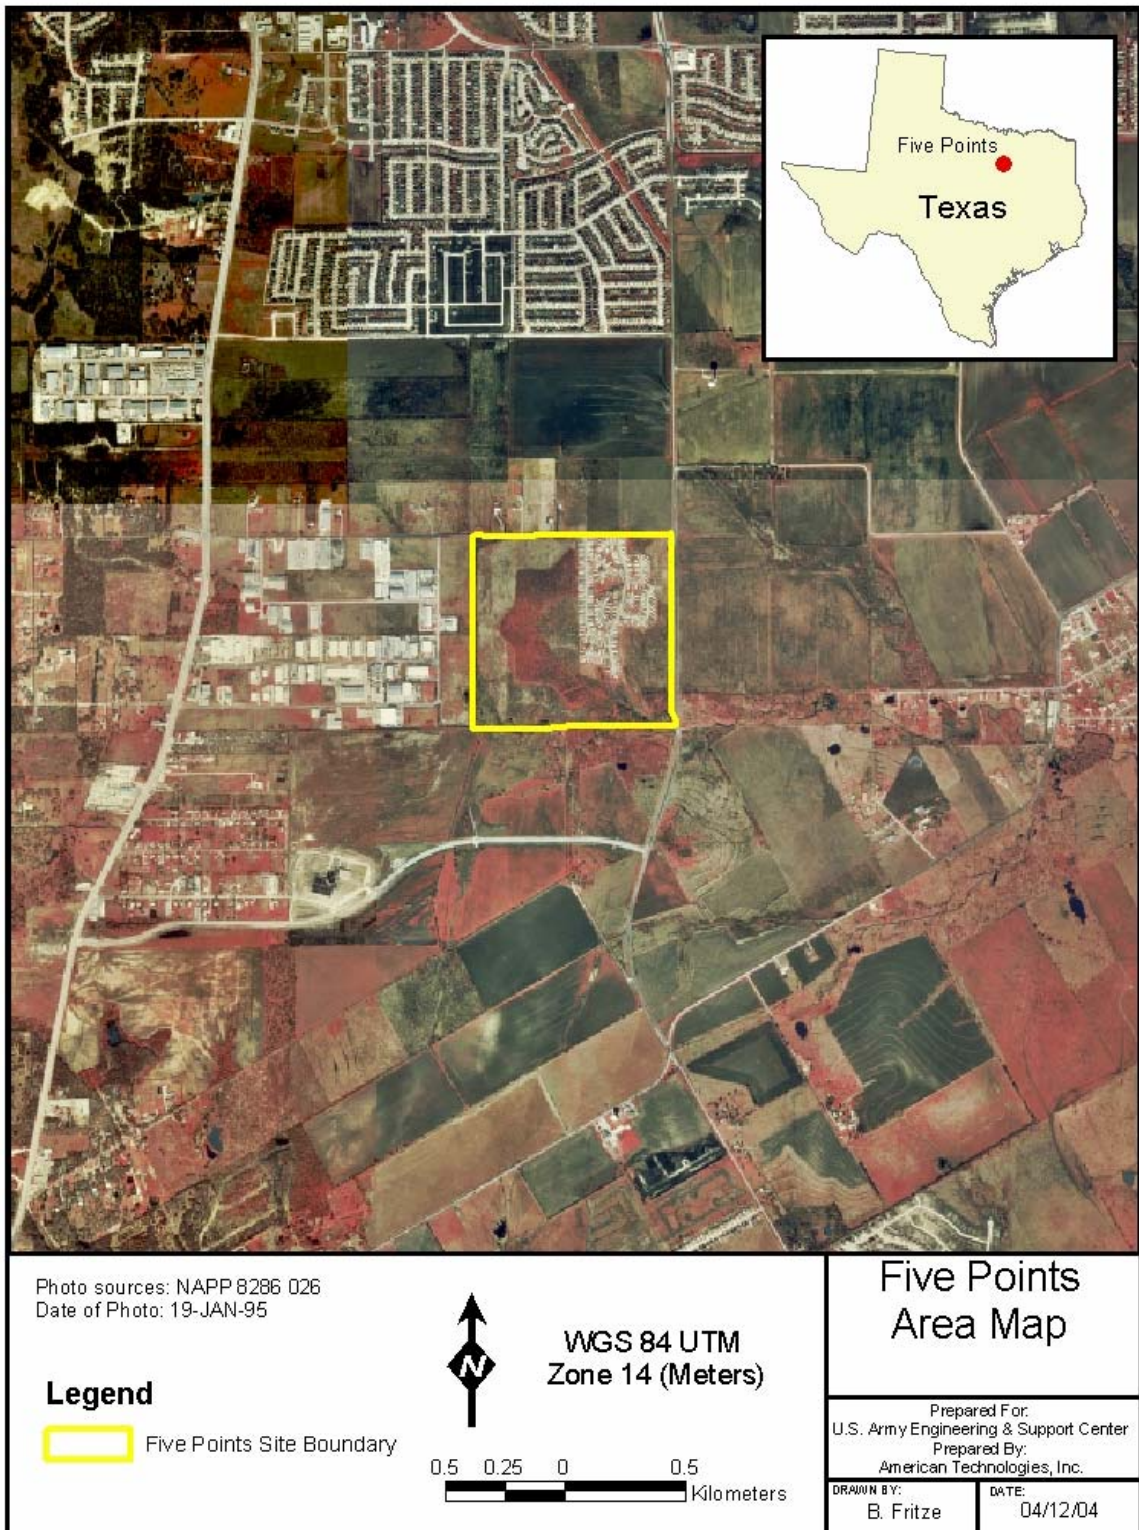 Five Points
Texas
Photo sources: NAPP 8286 026
Date of Photo: 19-JAN-95
Legend
Five Points Site Boundary
N
WGS 84 UTM
Zone 14 (Meters)
0.5 0.25 0 0.5
Kilometers
Five Points
Area Map
Prepared For:
U.S. Army Engineering & Support Center
Prepared By:
American Technologies, Inc.
DRAWN BY:
B. Fritze
DATE:
04/12/04